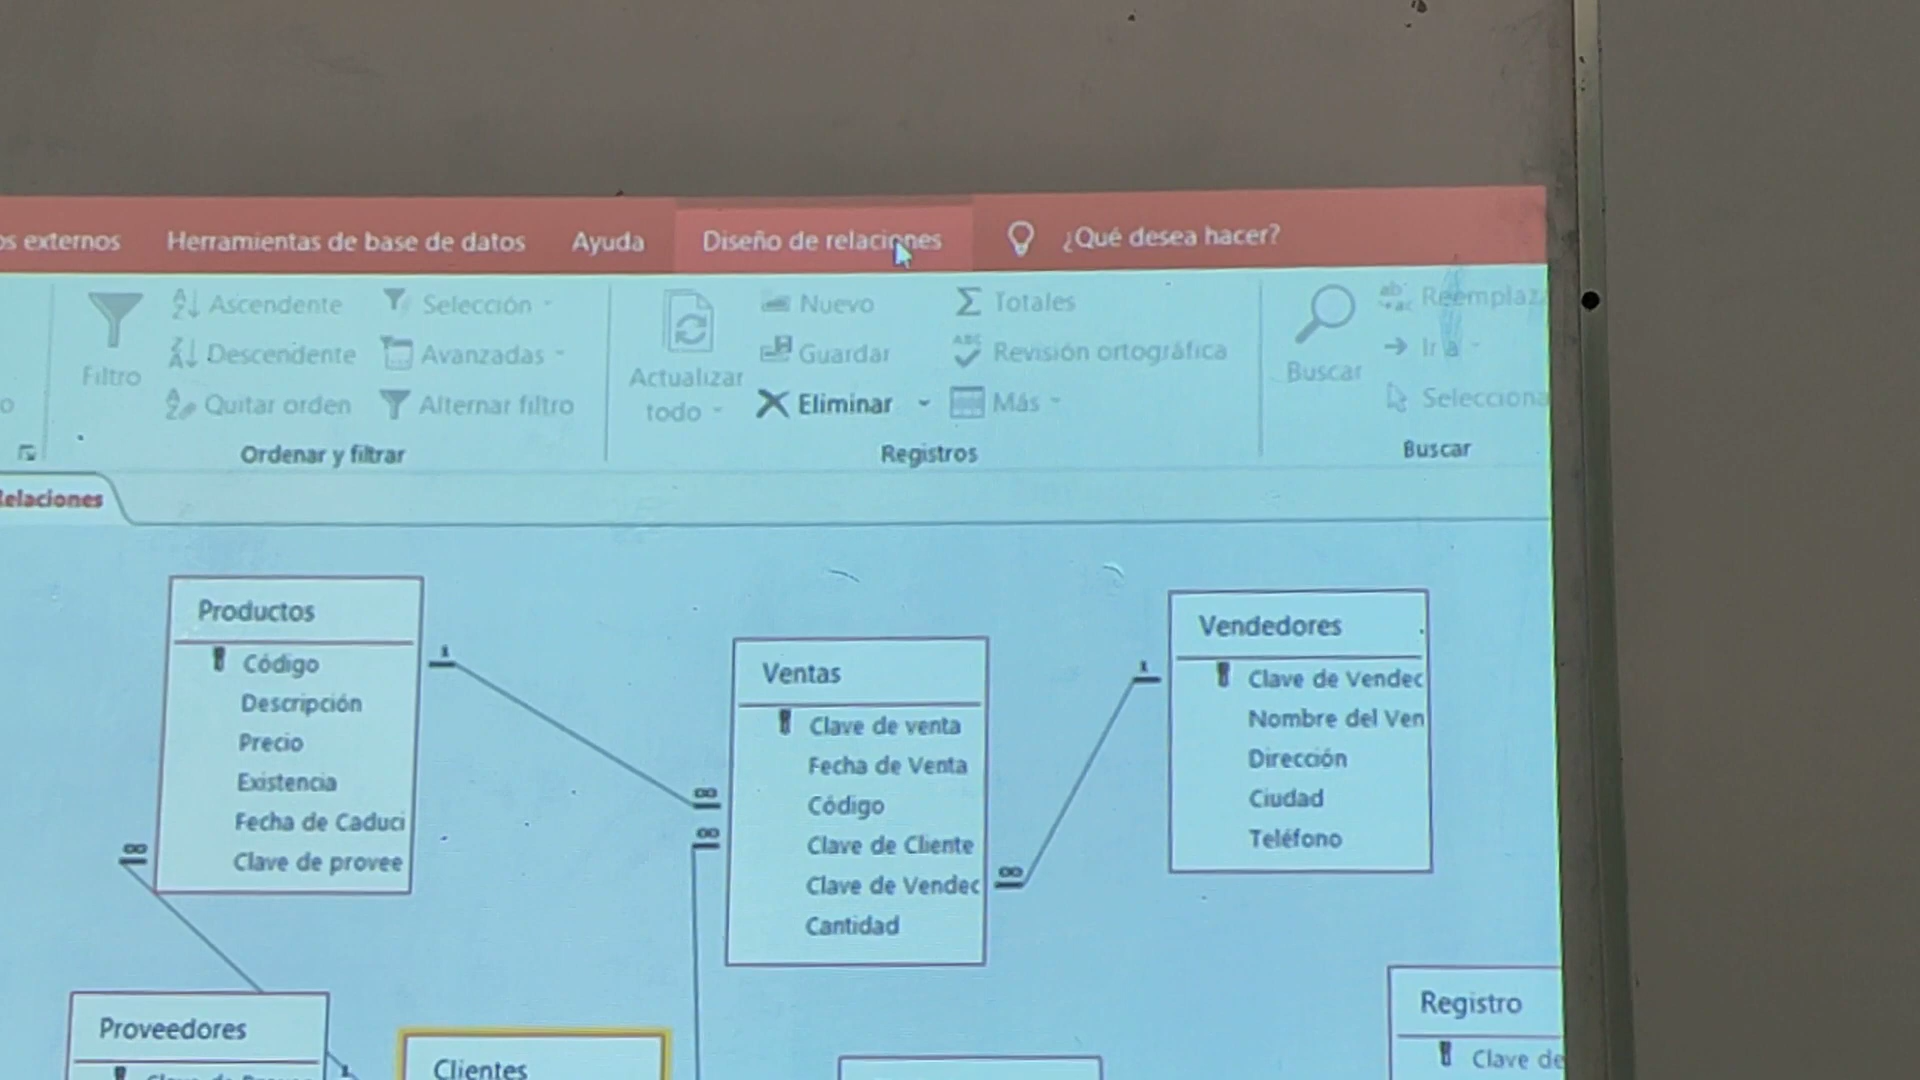 os externos
Herramientas de base de datos
Ayuda
Diseño de relaciones
¿Qué desea hacer?
Filtro
Ascendente
Descendente
Quitar orden
Selección
Avanzadas
Alternar filtro
Ordenar y filtrar
Actualizar
todo
Nuevo
Guardar
Eliminar
Totales
Revisión ortográfica
Más
Registros
Buscar
Reemplaz
Ir a
Selecciona
Buscar
Relaciones
Productos
Código
Descripción
Precio
Existencia
Fecha de Caduci
Clave de provee
1
∞
∞
∞
Ventas
Clave de venta
Fecha de Venta
Código
Clave de Cliente
Clave de Vendec
Cantidad
∞
1
Vendedores
Clave de Vendec
Nombre del Ven
Dirección
Ciudad
Teléfono
Proveedores
1
Clientes
Registro
Clave de